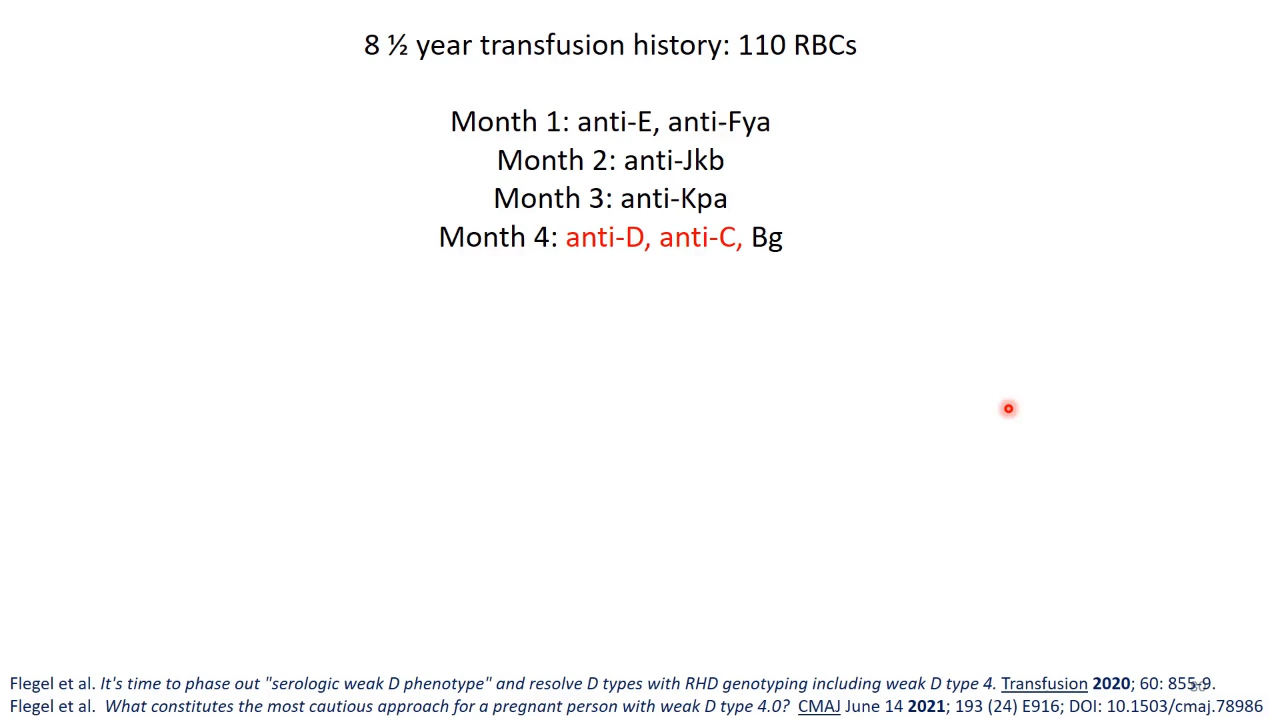 8 ½ year transfusion history: 110 RBCs
Month 1: anti-E, anti-Fya
Month 2: anti-Jkb
Month 3: anti-Kpa
Month 4: anti-D, anti-C, Bg
Flegel et al. It's time to phase out "serologic weak D phenotype" and resolve D types with RHD genotyping including weak D type 4. Transfusion 2020; 60: 855-9.
Flegel et al. What constitutes the most cautious approach for a pregnant person with weak D type 4.0? CMAJ June 14 2021; 193 (24) E916; DOI: 10.1503/cmaj.78986